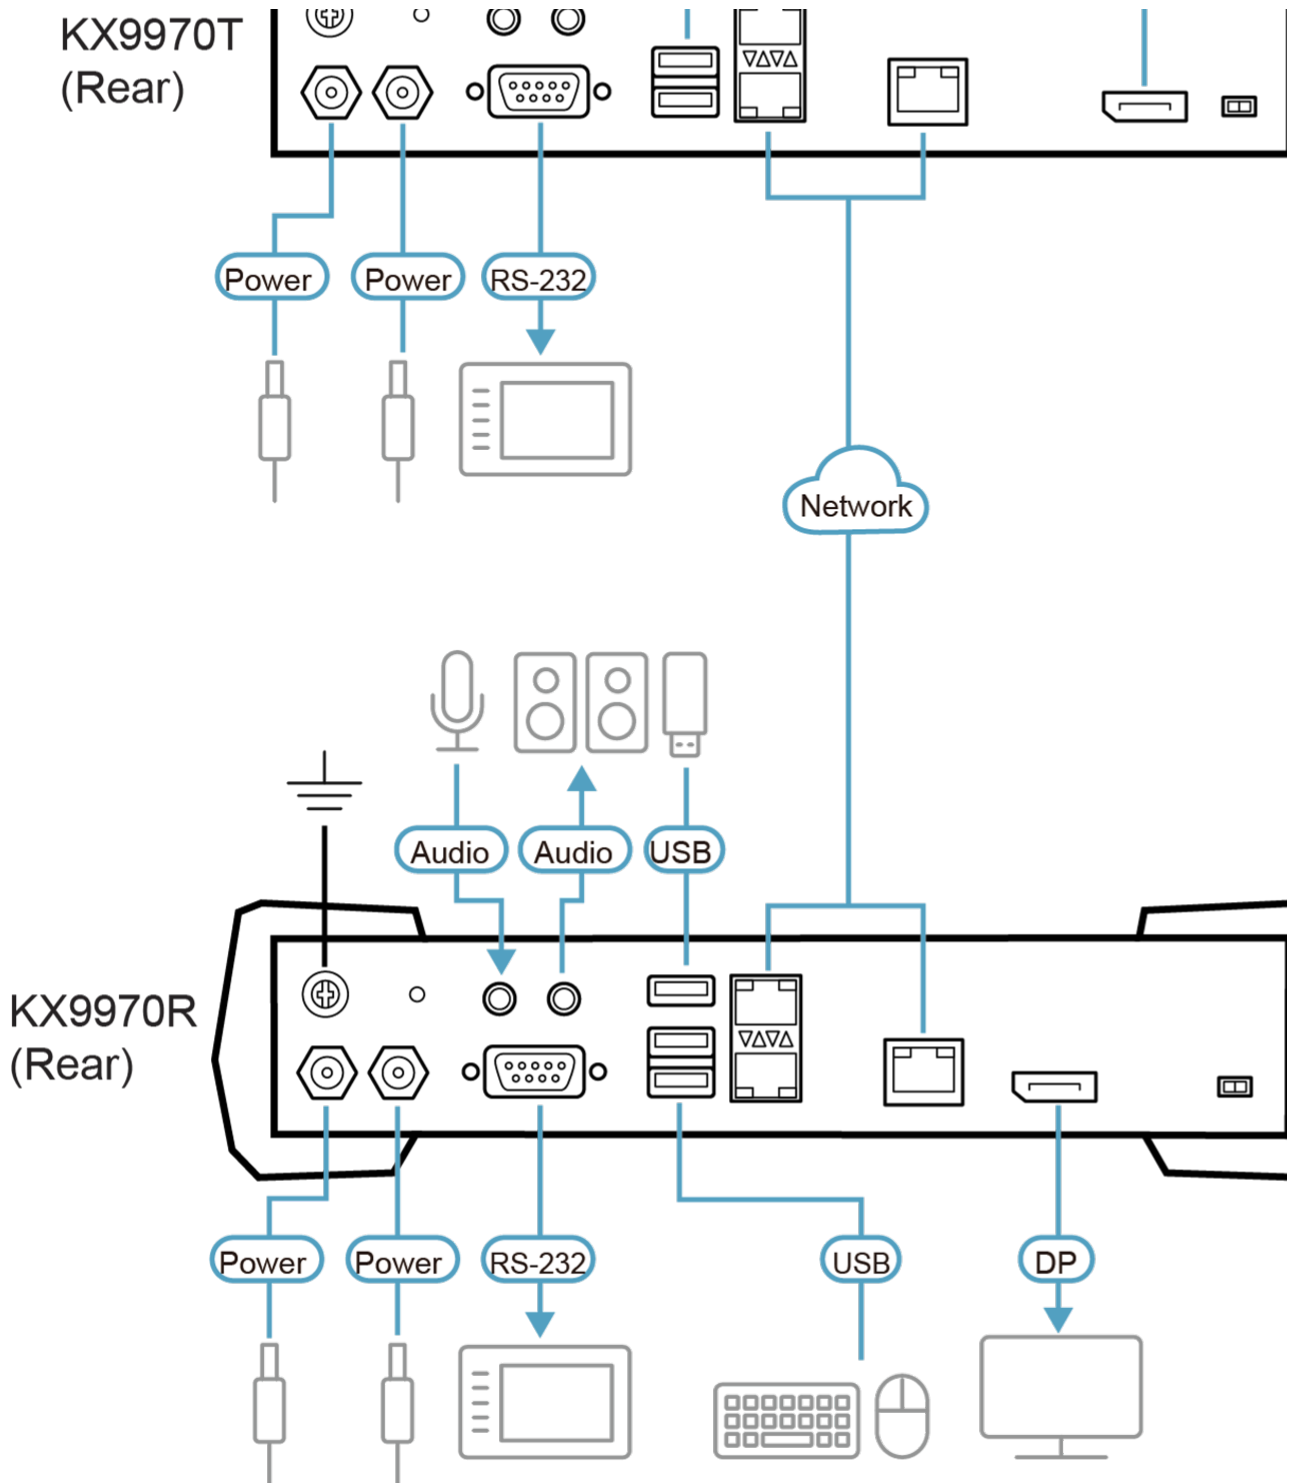 KX9970T
(Rear)
Power
Power
RS-232
Network
Audio
Audio
USB
KX9970R
(Rear)
Power
Power
RS-232
USB
DP